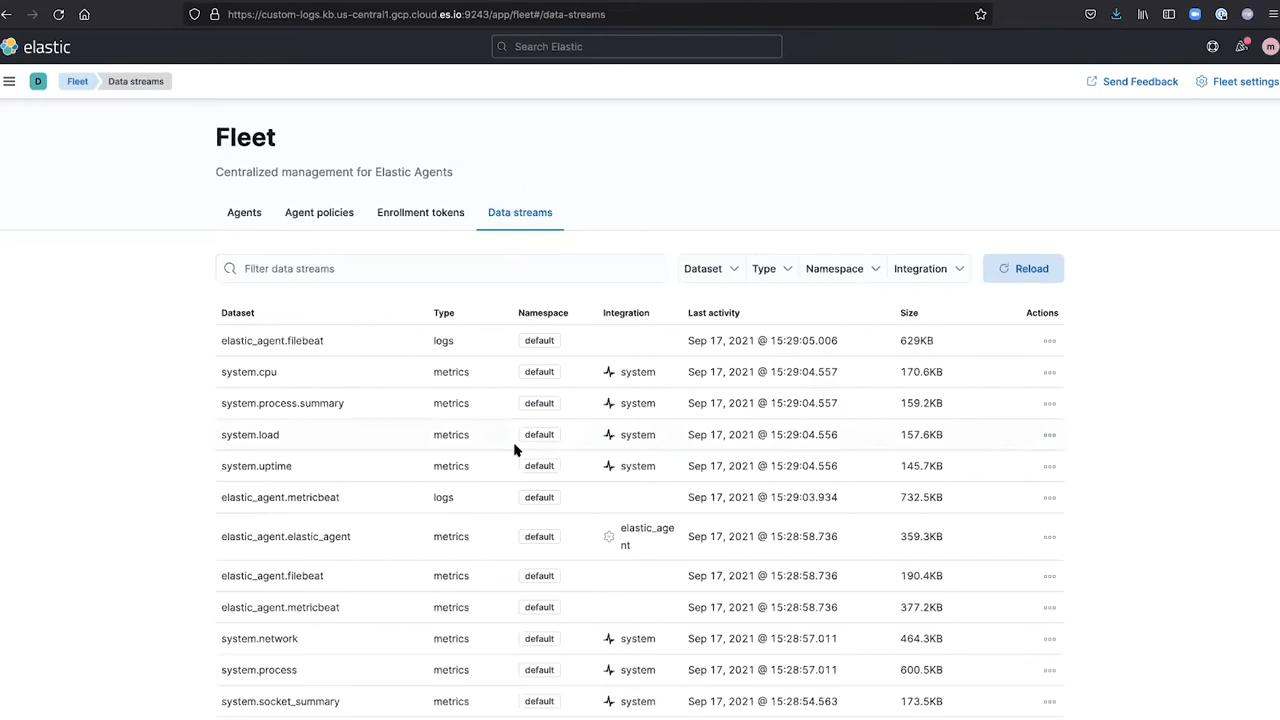 https://custom-logs.kb.us-central1.gcp.cloud.es.io:9243/app/fleet#/data-streams
elastic
Search Elastic
m
D Fleet Data streams Send Feedback Fleet settings
Fleet
Centralized management for Elastic Agents
Agents Agent policies Enrollment tokens Data streams
Filter data streams Dataset Type Namespace Integration Reload
Dataset Type Namespace Integration Last activity Size Actions
elastic_agent.filebeat logs default Sep 17, 2021 @ 15:29:05.006 629KB
system.cpu metrics default system Sep 17, 2021 @ 15:29:04.557 170.6KB
system.process.summary metrics default system Sep 17, 2021 @ 15:29:04.557 159.2KB
system.load metrics default system Sep 17, 2021 @ 15:29:04.556 157.6KB
system.uptime metrics default system Sep 17, 2021 @ 15:29:04.556 145.7KB
elastic_agent.metricbeat logs default Sep 17, 2021 @ 15:29:03.934 732.5KB
elastic_agent.elastic_agent metrics default elastic_age
nt Sep 17, 2021 @ 15:28:58.736 359.3KB
elastic_agent.filebeat metrics default Sep 17, 2021 @ 15:28:58.736 190.4KB
elastic_agent.metricbeat metrics default Sep 17, 2021 @ 15:28:58.736 377.2KB
system.network metrics default system Sep 17, 2021 @ 15:28:57.011 464.3KB
system.process metrics default system Sep 17, 2021 @ 15:28:57.011 600.5KB
system.socket_summary metrics default system Sep 17, 2021 @ 15:28:54.563 173.5KB